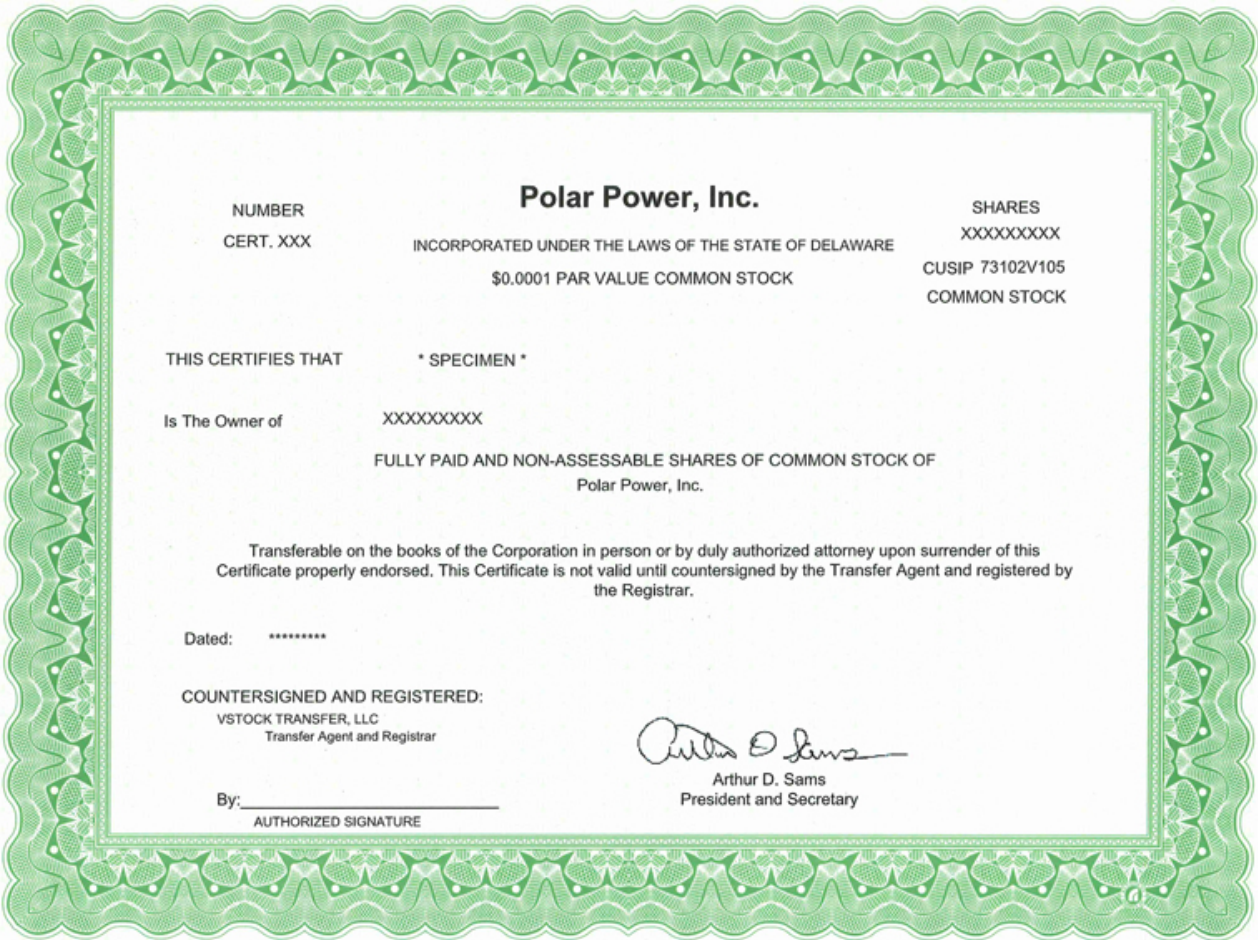 Polar Power, Inc.
NUMBER
CERT. XXX
INCORPORATED UNDER THE LAWS OF THE STATE OF DELAWARE
$0.0001 PAR VALUE COMMON STOCK
SHARES
XXXXXXXXX
CUSIP 73102V105
COMMON STOCK
THIS CERTIFIES THAT * SPECIMEN *
Is The Owner of XXXXXXXXX
FULLY PAID AND NON-ASSESSABLE SHARES OF COMMON STOCK OF
Polar Power, Inc.
Transferable on the books of the Corporation in person or by duly authorized attorney upon surrender of this
Certificate properly endorsed. This Certificate is not valid until countersigned by the Transfer Agent and registered by
the Registrar.
Dated: *********
COUNTERSIGNED AND REGISTERED:
VSTOCK TRANSFER, LLC
Transfer Agent and Registrar
By:
AUTHORIZED SIGNATURE
Arthur D. Sams
Arthur D. Sams
President and Secretary